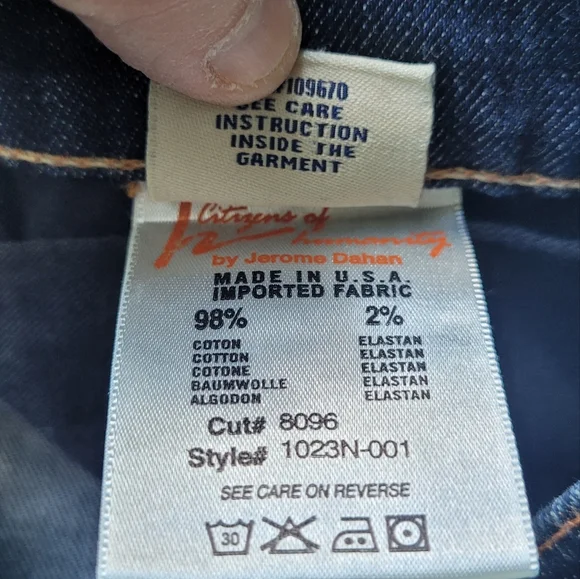 109670
SEE CARE
INSTRUCTION
INSIDE THE
GARMENT
Citizens of
humanity
by Jerome Dahan
MADE IN U.S.A.
IMPORTED FABRIC
98% 2%
COTON ELASTAN
COTTON ELASTAN
COTONE ELASTAN
BAUMWOLLE ELASTAN
ALGODON ELASTAN
Cut# 8096
Style# 1023N-001
SEE CARE ON REVERSE
30